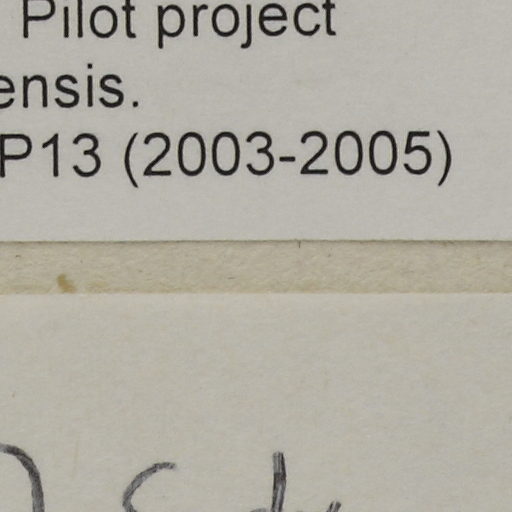 Pilot project
ensis.
P13 (2003-2005)